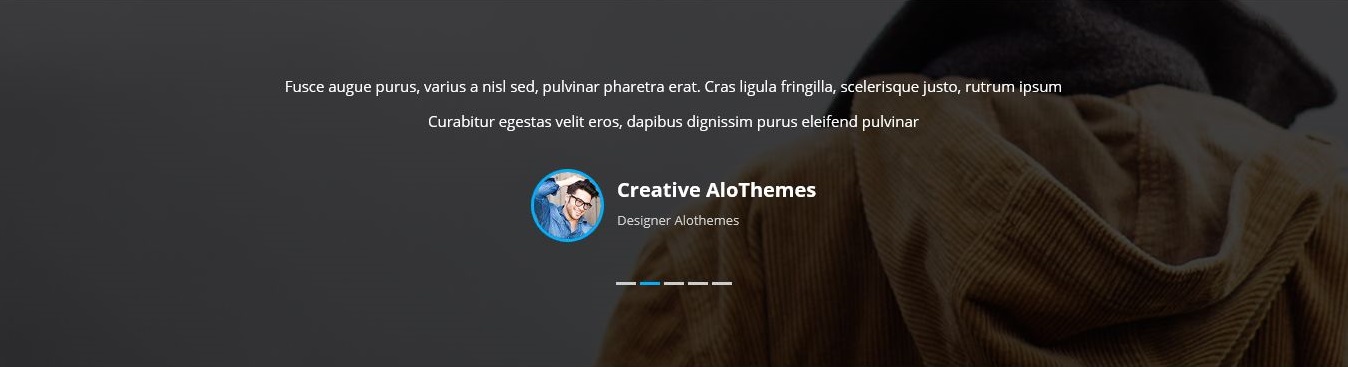 Fusce augue purus, varius a nisl sed, pulvinar pharetra erat. Cras ligula fringilla, scelerisque justo, rutrum ipsum
Curabitur egestas velit eros, dapibus dignissim purus eleifend pulvinar
Creative AloThemes
Designer Alothemes